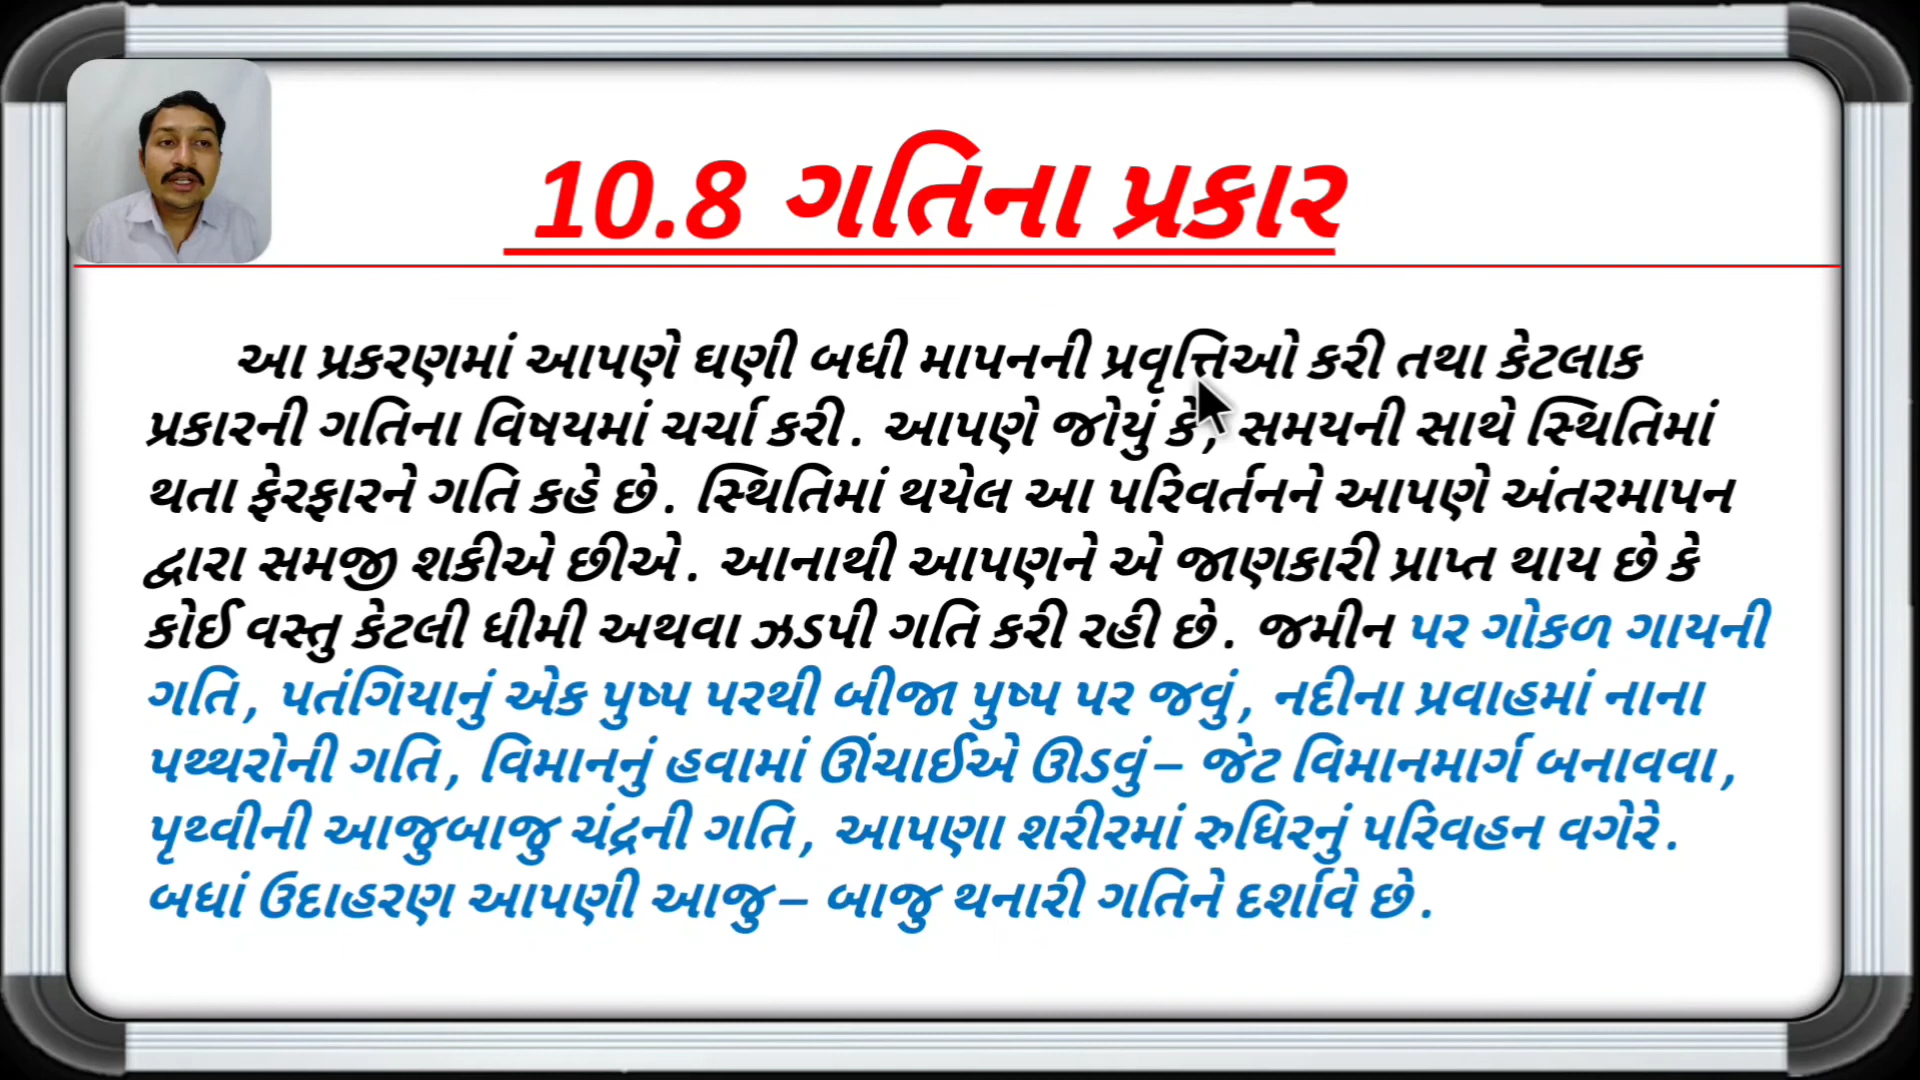 10.8 ગતિના પ્રકાર
આ પ્રકરણમાં આપણે ઘણી બધી માપનની પ્રવૃત્તિઓ કરી તથા કેટલાક
પ્રકારની ગતિના વિષયમાં ચર્ચા કરી. આપણે જોયું કે, સમયની સાથે સ્થિતિમાં
થતા ફેરફારને ગતિ કહે છે. સ્થિતિમાં થયેલ આ પરિવર્તનને આપણે અંતરમાપન
દ્વારા સમજી શકીએ છીએ. આનાથી આપણને એ જાણકારી પ્રાપ્ત થાય છે કે
કોઈ વસ્તુ કેટલી ધીમી અથવા ઝડપી ગતિ કરી રહી છે. જમીન પર ગોકળ ગાયની
ગતિ, પતંગિયાનું એક પુષ્પ પરથી બીજા પુષ્પ પર જવું, નદીના પ્રવાહમાં નાના
પથ્થરોની ગતિ, વિમાનનું હવામાં ઊંચાઈએ ઊડવું– જેટ વિમાનમાર્ગ બનાવવા,
પૃથ્વીની આજુબાજુ ચંદ્રની ગતિ, આપણા શરીરમાં રુધિરનું પરિવહન વગેરે.
બધાં ઉદાહરણ આપણી આજુ– બાજુ થનારી ગતિને દર્શાવે છે.